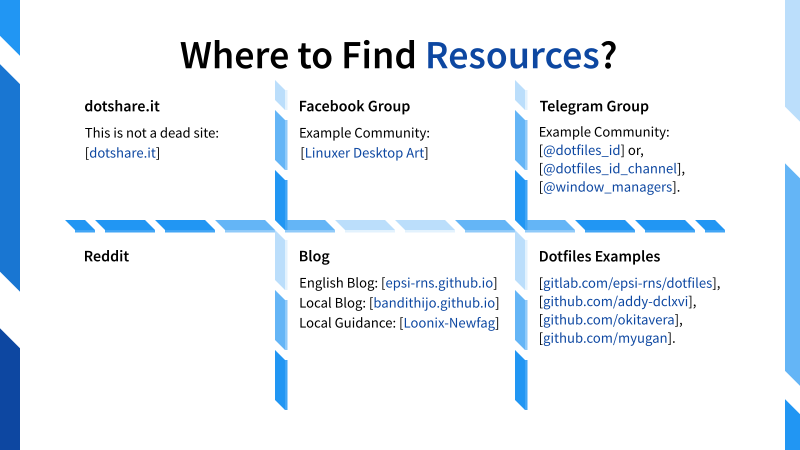 Where to Find Resources?
dotshare.it
This is not a dead site:
[dotshare.it]
Facebook Group
Example Community:
[Linuxer Desktop Art]
Telegram Group
Example Community:
[@dotfiles_id] or,
[@dotfiles_id_channel],
[@window_managers].
Reddit
Blog
English Blog: [epsi-rns.github.io]
Local Blog: [bandithijo.github.io]
Local Guidance: [Loonix-Newfag]
Dotfiles Examples
[gitlab.com/epsi-rns/dotfiles],
[github.com/addy-dclxvi],
[github.com/okitavera],
[github.com/myugan].